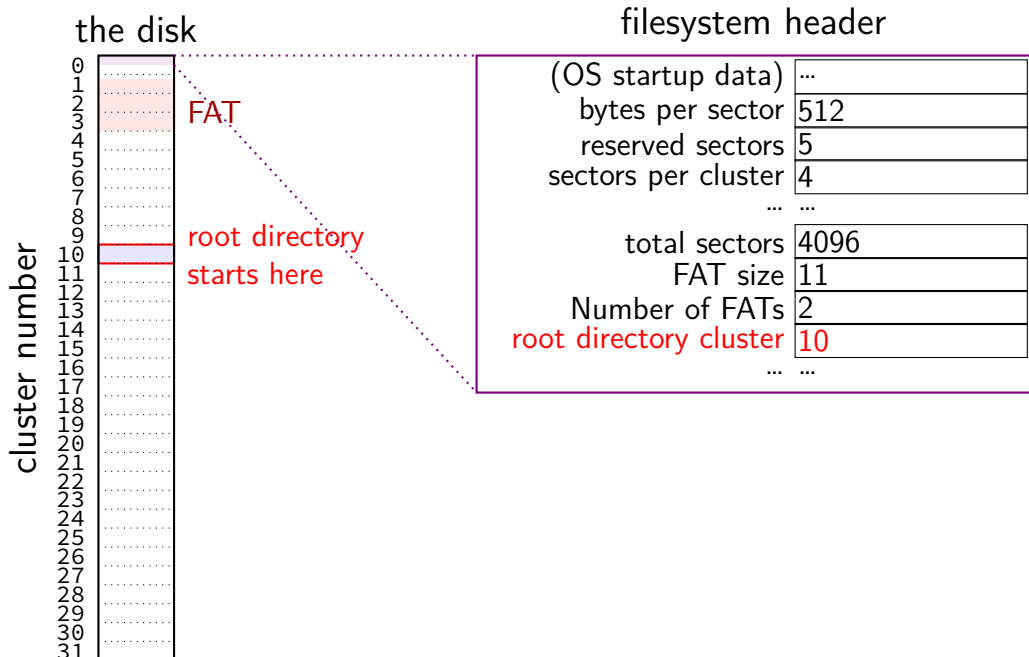 the disk
filesystem header
cluster number
0
1
2
3
4
5
6
7
8
9
10
11
12
13
14
15
16
17
18
19
20
21
22
23
24
25
26
27
28
29
30
31
FAT
root directory
starts here
(OS startup data) ...
bytes per sector 512
reserved sectors 5
sectors per cluster 4
... ...
total sectors 4096
FAT size 11
Number of FATs 2
root directory cluster 10
... ...